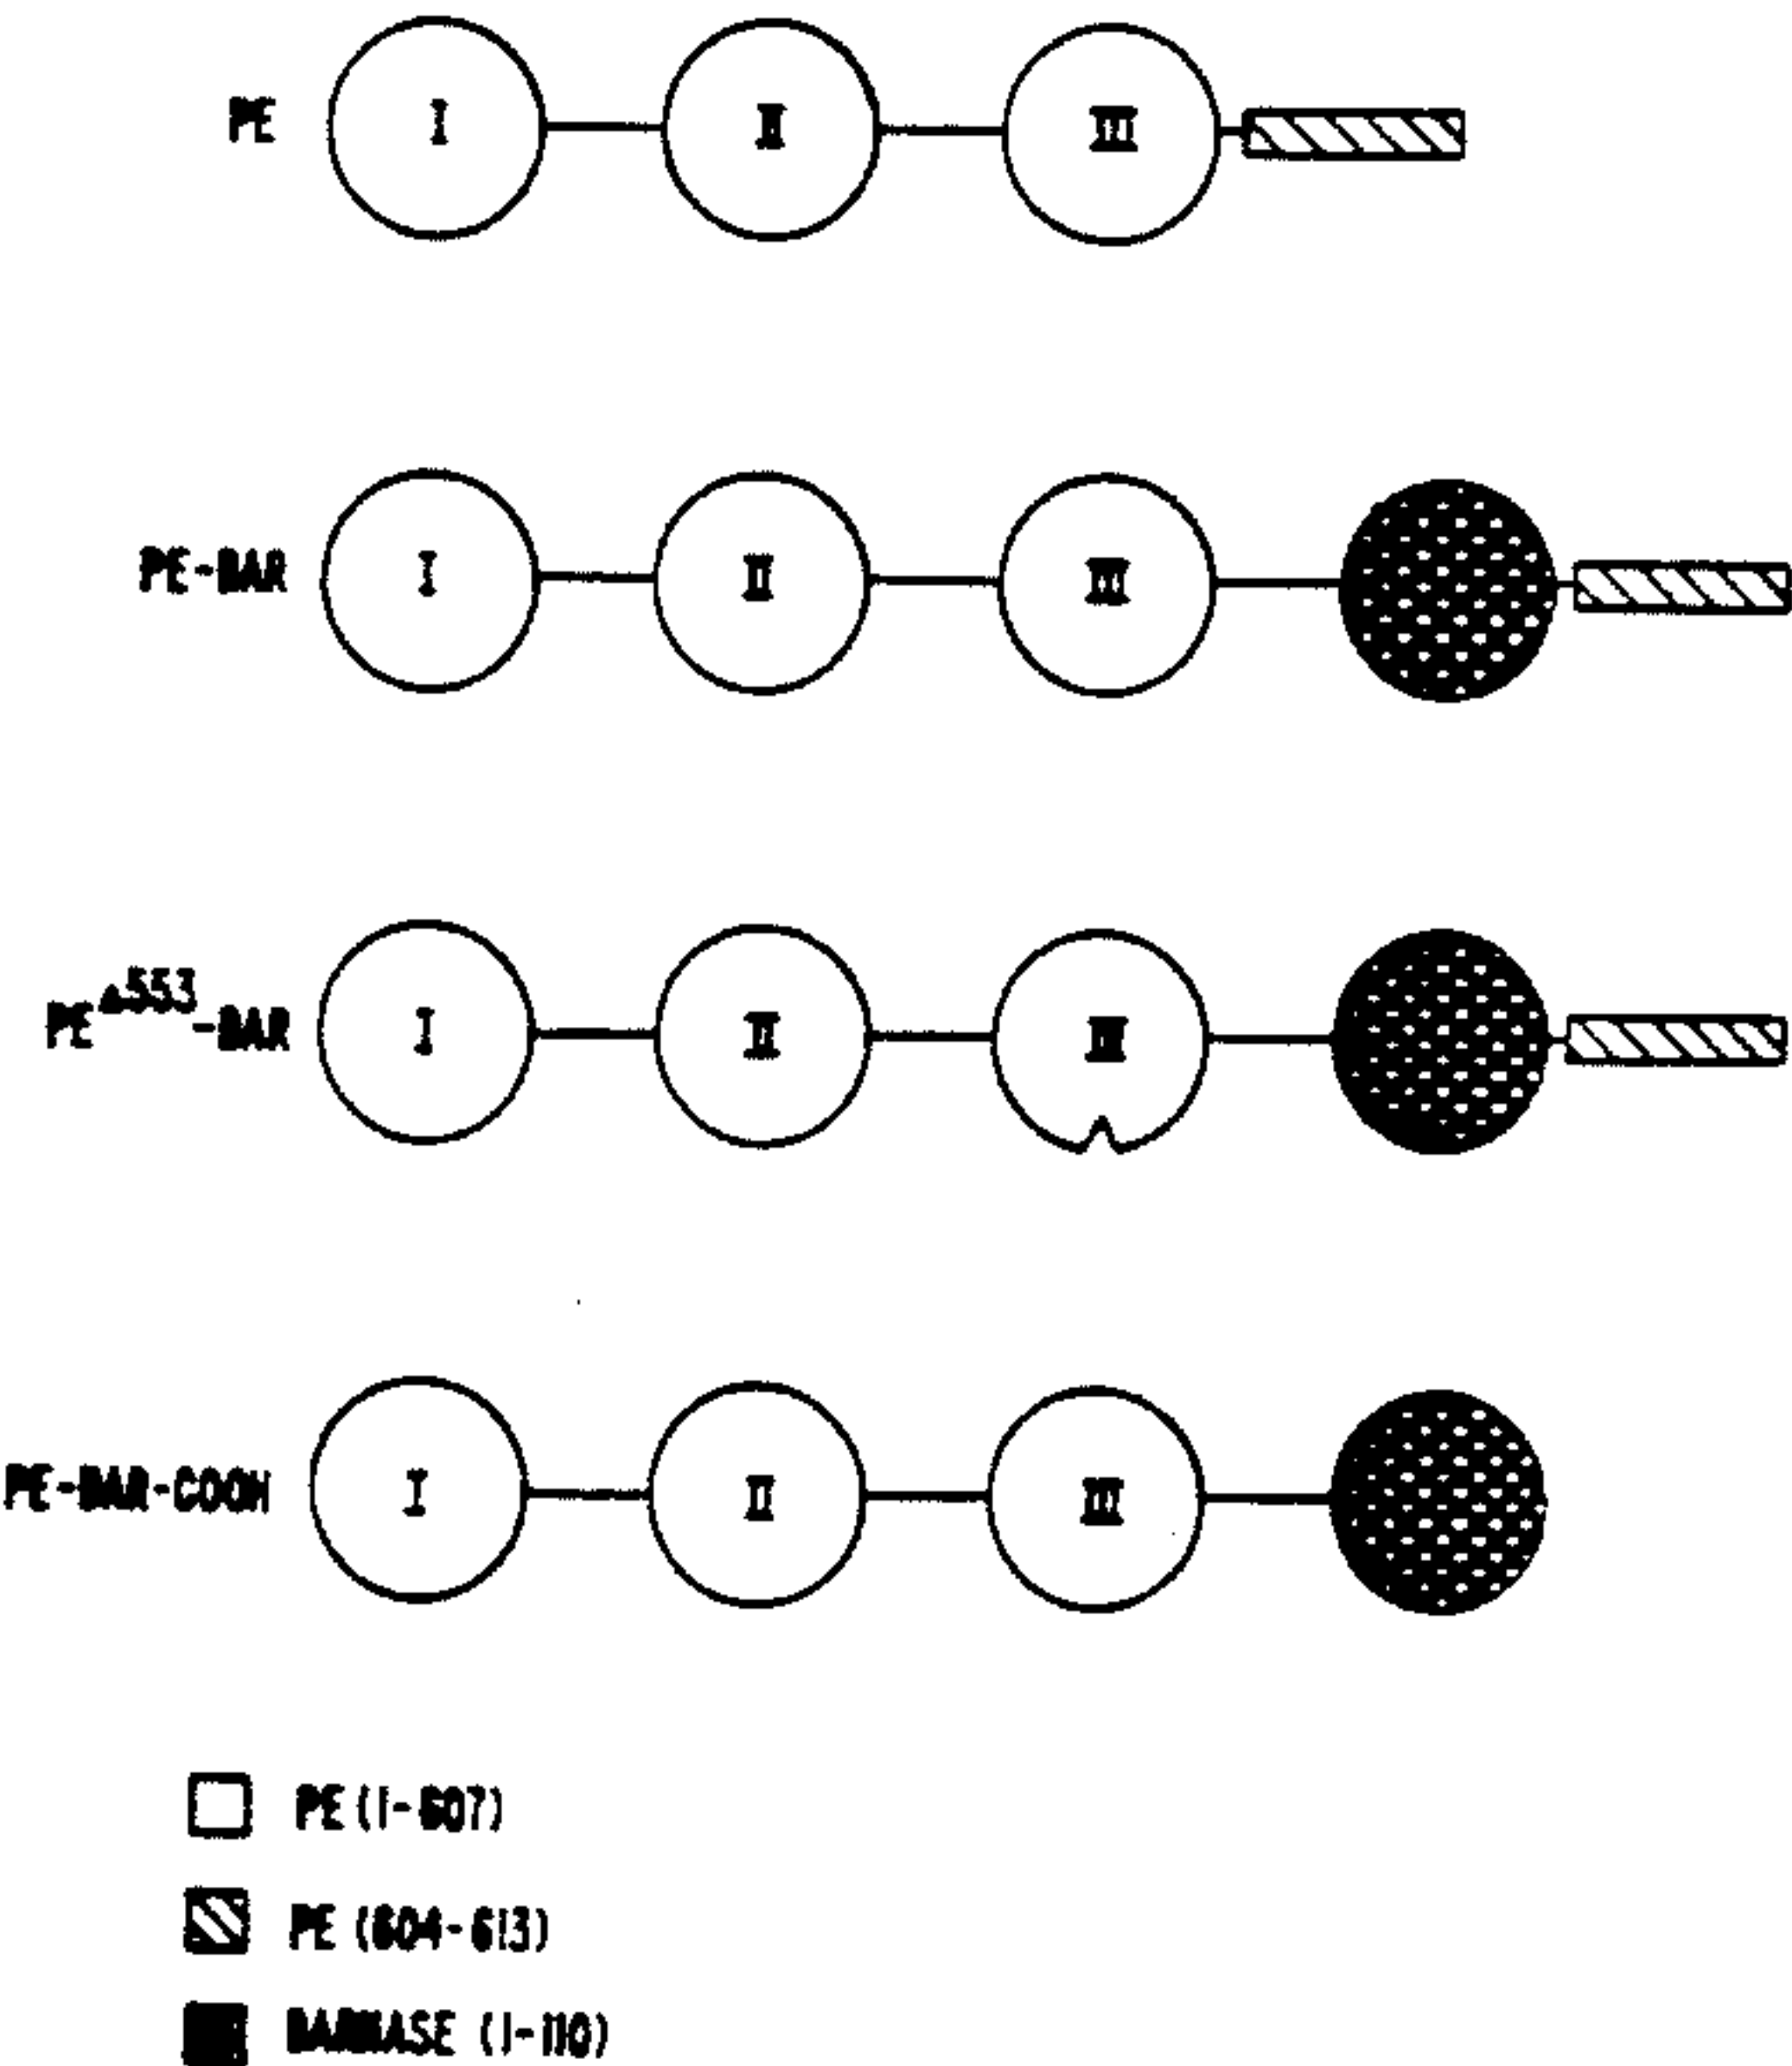 PE I II III
PE-BAR I II III
PE Δ553 -BAR I II III
PE-BAR-COOH I II III
PE (1-607)
PE (604-613)
BARNASE (1-110)